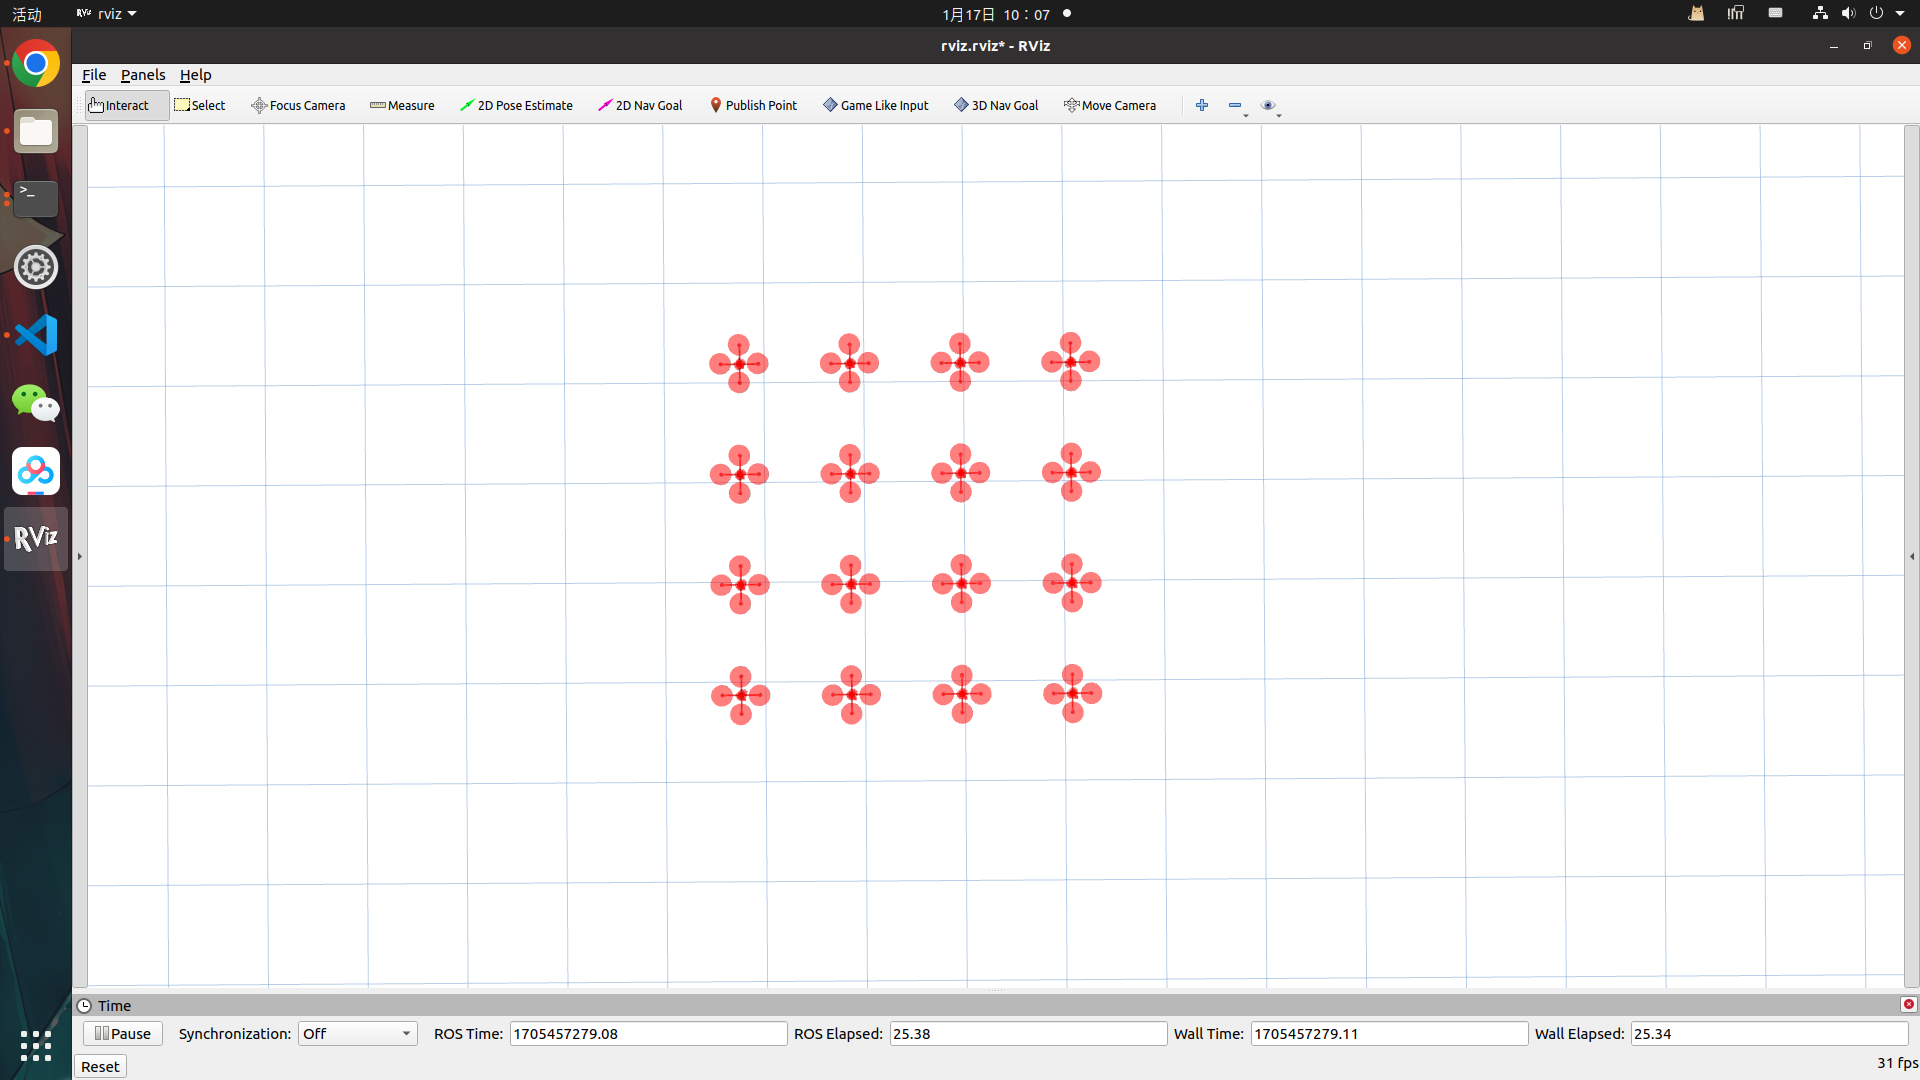 活动 rviz 1月17日 10：07
rviz.rviz* - RViz
File Panels Help
Interact Select Focus Camera Measure 2D Pose Estimate 2D Nav Goal Publish Point Game Like Input 3D Nav Goal Move Camera
>_
RViz
Time
Pause Synchronization: Off ROS Time: 1705457279.08 ROS Elapsed: 25.38 Wall Time: 1705457279.11 Wall Elapsed: 25.34
Reset 31 fps